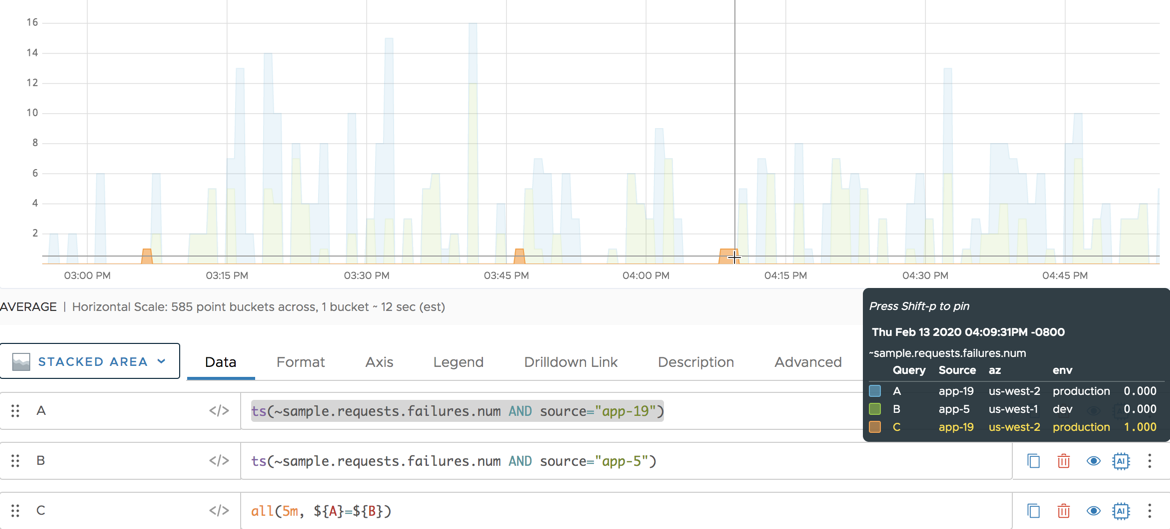 16
14
12
10
8
6
4
2
03:00 PM 03:15 PM 03:30 PM 03:45 PM 04:00 PM 04:15 PM 04:30 PM 04:45 PM
AVERAGE | Horizontal Scale: 585 point buckets across, 1 bucket ~ 12 sec (est)
Press Shift-p to pin
Thu Feb 13 2020 04:09:31PM -0800
~sample.requests.failures.num
Query Source az env
A app-19 us-west-2 production 0.000
B app-5 us-west-1 dev 0.000
C app-19 us-west-2 production 1.000
STACKED AREA Data Format Axis Legend Drilldown Link Description Advanced
A </> ts(~sample.requests.failures.num AND source="app-19")
B </> ts(~sample.requests.failures.num AND source="app-5") AI
C </> all(5m, ${A}=${B}) AI